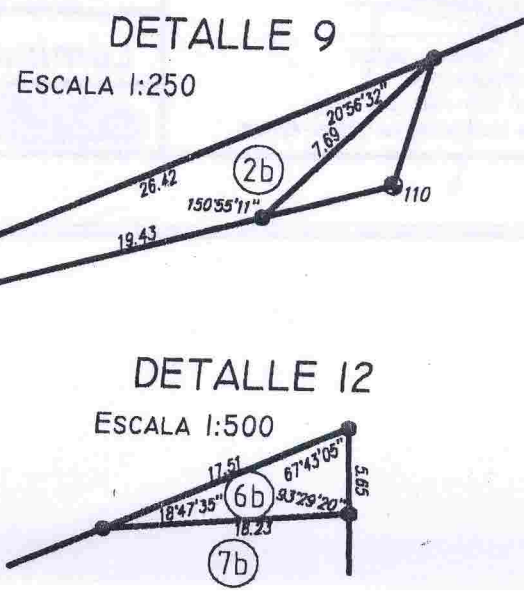 DETALLE 9
ESCALA 1:250
20°56'32"
7.69
26.42
2b
150°55'11"
110
19.43
DETALLE 12
ESCALA 1:500
17.51
67°43'05"
5.65
6b
18°47'35"
93°29'20"
18.23
7b